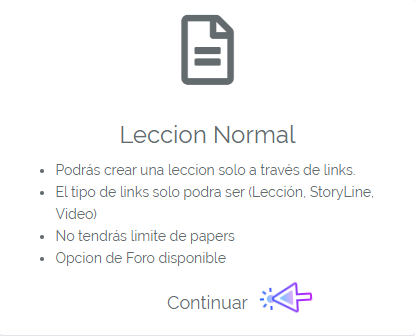 Leccion Normal
Podrás crear una leccion solo a través de links.
El tipo de links solo podra ser (Lección, StoryLine,
Video)
No tendrás limite de papers
Opcion de Foro disponible
Continuar